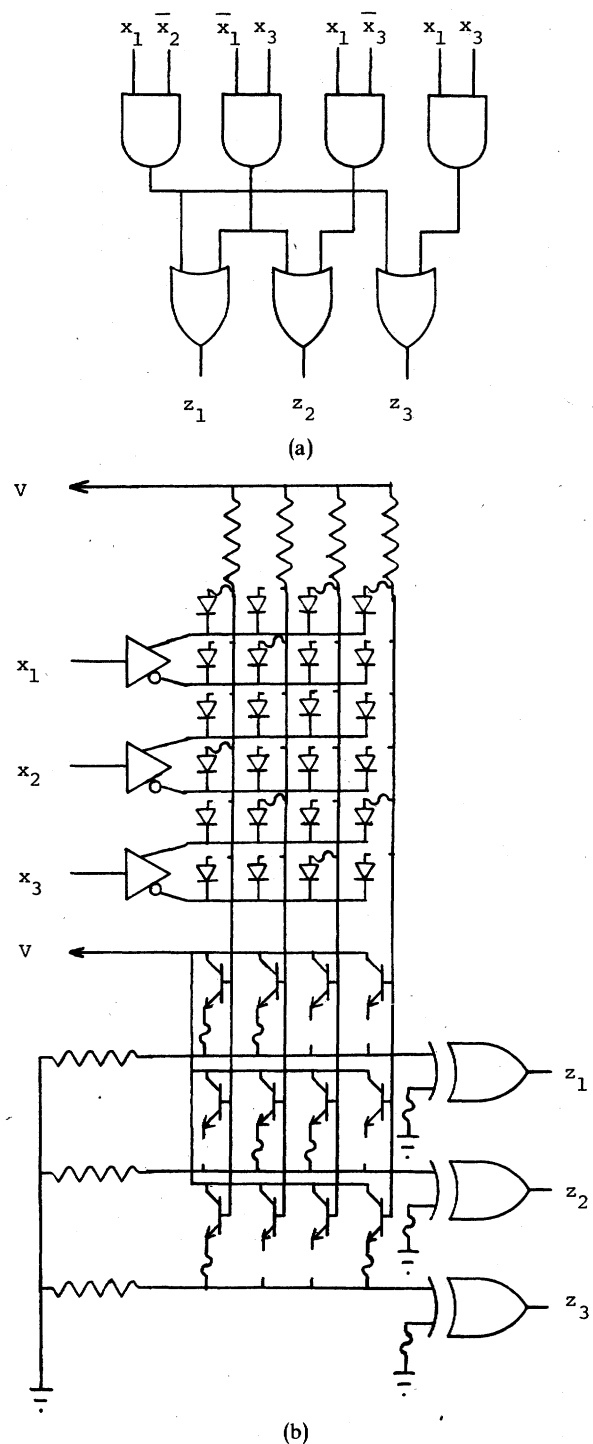 x₁ x̅₂ x̅₁ x₃ x₁ x̅₃ x₁ x₃
z₁ z₂ z₃
(a)
V
x₁
x₂
x₃
V
z₁
z₂
z₃
(b)